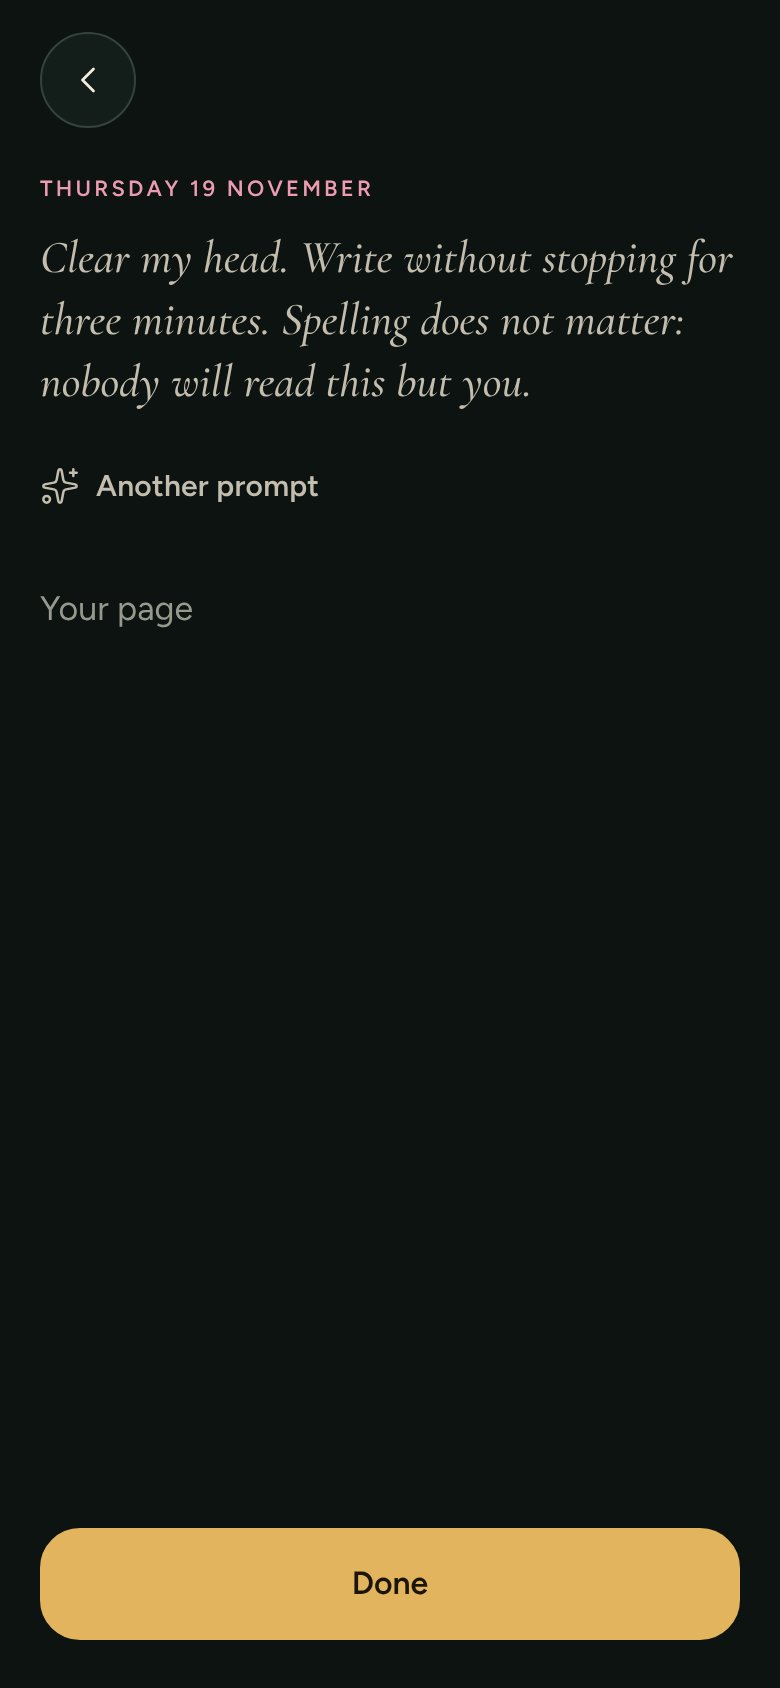 THURSDAY 19 NOVEMBER
Clear my head. Write without stopping for
three minutes. Spelling does not matter:
nobody will read this but you.
Another prompt
Your page
Done